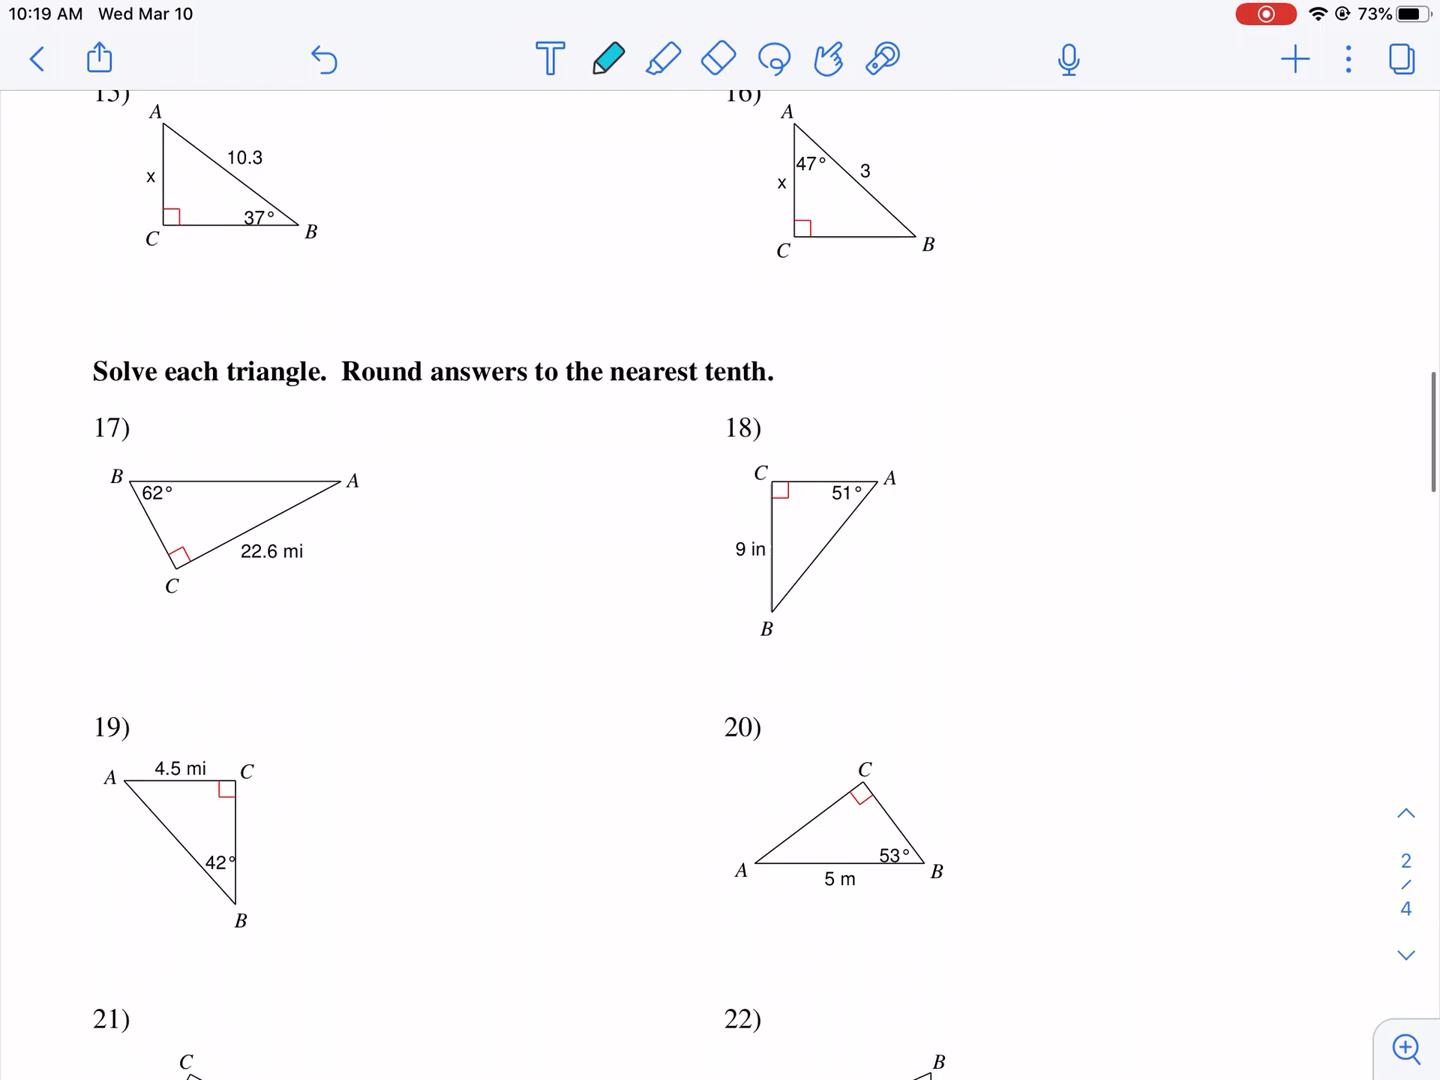 10:19 AM Wed Mar 10
73%
T
15)
16)
A
10.3
x
37°
C
B
A
47°
3
x
C
B
Solve each triangle. Round answers to the nearest tenth.
17)
18)
B
62°
A
22.6 mi
C
C
A
51°
9 in
B
19)
20)
A
4.5 mi
C
42°
B
C
A
53°
B
5 m
2
/
4
21)
22)
C
B